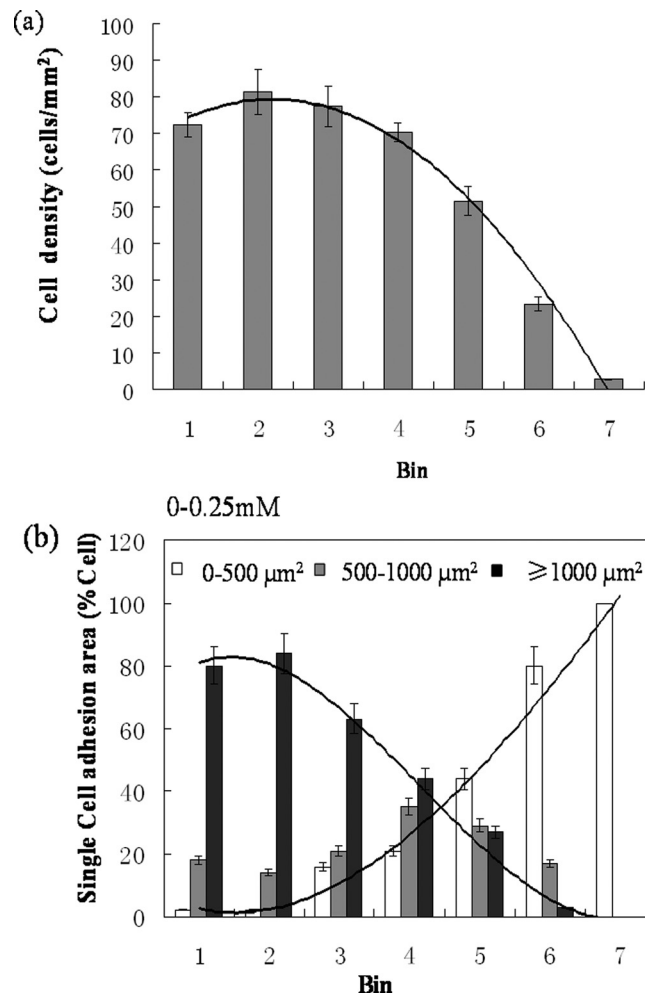 (a)
Cell density (cells/mm²)
100
90
80
70
60
50
40
30
20
10
0
1 2 3 4 5 6 7
Bin
0-0.25mM
(b)
Single Cell adhesion area (%Cell)
120
100
80
60
40
20
0
0-500 μm² 500-1000 μm² ⩾1000 μm²
1 2 3 4 5 6 7
Bin